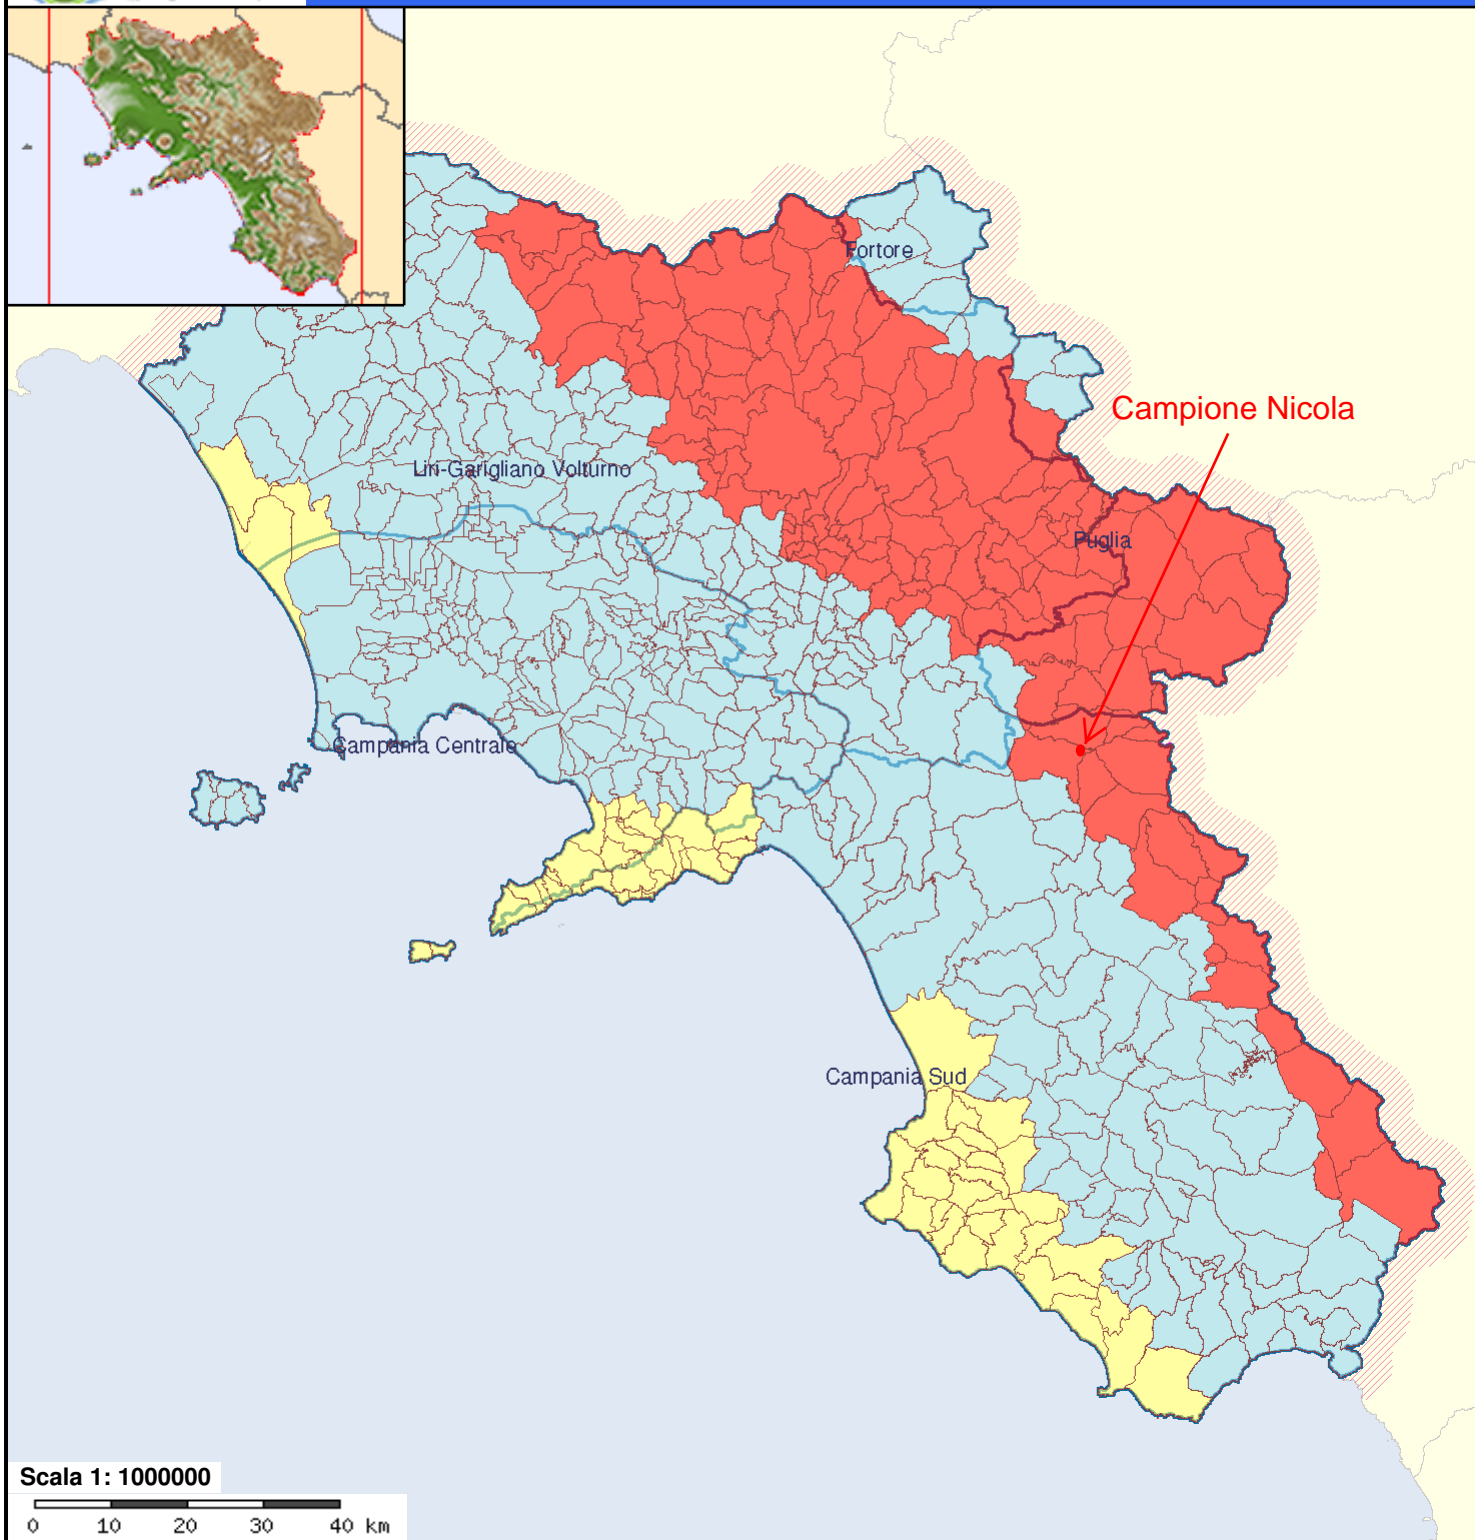 Fortore
Campione Nicola
Liri-Garigliano Volturno
Puglia
Campania Centrale
Campania Sud
Scala 1: 1000000
0 10 20 30 40 km